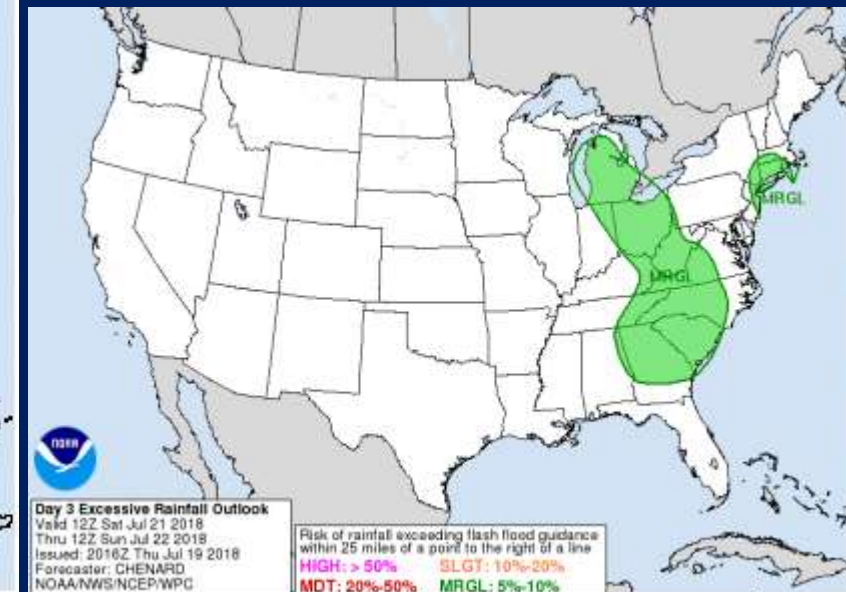 MRGL
MRGL
NOAA
Day 3 Excessive Rainfall Outlook
Valid 12Z Sat Jul 21 2018
Thru 12Z Sun Jul 22 2018
Issued: 2016Z Thu Jul 19 2018
Forecaster: CHENARD
NOAA/NWS/NCEP/WPC
Risk of rainfall exceeding flash flood guidance
within 25 miles of a point to the right of a line
HIGH: > 50% SLGT: 10%-20%
MDT: 20%-50% MRGL: 5%-10%